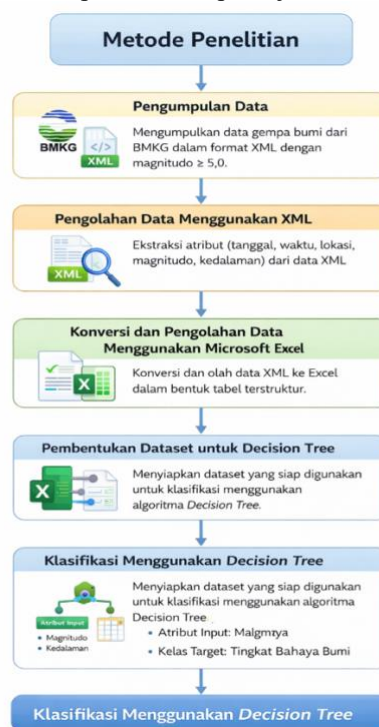 Metode Penelitian
Pengumpulan Data
BMKG
</>
XML
Mengumpulkan data gempa bumi dari
BMKG dalam format XML dengan
magnitudo ≥ 5,0.
Pengolahan Data Menggunakan XML
XML
Ekstraksi atribut (tanggal, waktu, lokasi,
magnitudo, kedalaman) dari data XML
Konversi dan Pengolahan Data
Menggunakan Microsoft Excel
X
Konversi dan olah data XML ke Excel
dalam bentuk tabel terstruktur.
Pembentukan Dataset untuk Decision Tree
X
Menyiapkan dataset yang siap digunakan
untuk klasifikasi menggunakan
algoritma Decision Tree.
Klasifikasi Menggunakan Decision Tree
Atribut Input
• Magnitudo
• Kedalaman
Menyiapkan dataset yang siap digunakan
untuk klasifikasi menggunakan algoritma
Decision Tree.
• Atribut Input: Malgmtya
• Kelas Target: Tingkat Bahaya Bumi
Klasifikasi Menggunakan Decision Tree